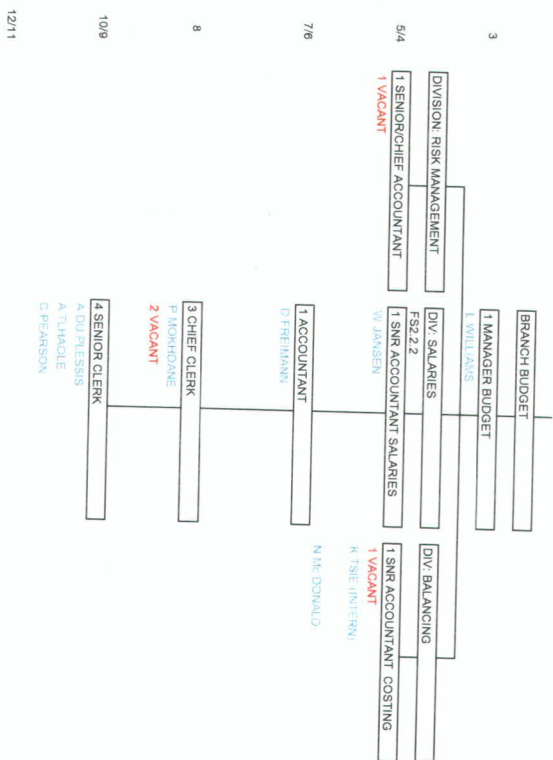 BRANCH BUDGET
3
1 MANAGER BUDGET
L WILLIAMS
DIVISION: RISK MANAGEMENT
DIV: SALARIES
DIV: BALANCING
FS2.2.2
5/4
1 SENIOR/CHIEF ACCOUNTANT
1 SNR ACCOUNTANT SALARIES
1 SNR ACCOUNTANT COSTING
1 VACANT
W JANSEN
1 VACANT
K TSIE (INTERN)
7/6
1 ACCOUNTANT
D FREIMANN
N Mc DONALD
8
3 CHIEF CLERK
P MOKHOANE
2 VACANT
10/9
4 SENIOR CLERK
A DU PLESSIS
A TLHAOLE
C PEARSON
12/11